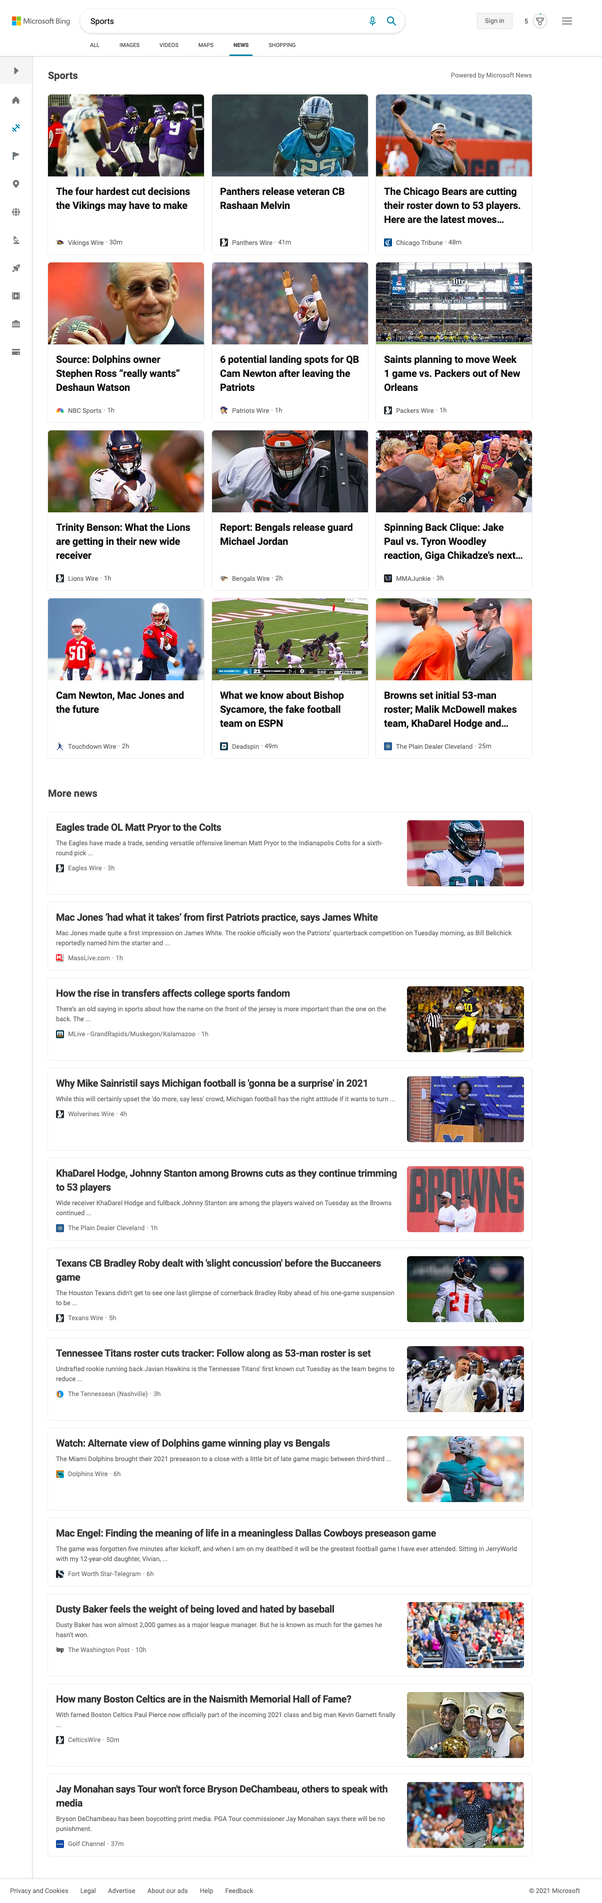 Microsoft Bing
Sports
Sign in
5
ALL IMAGES VIDEOS MAPS NEWS SHOPPING
Sports
Powered by Microsoft News
The four hardest cut decisions
the Vikings may have to make
Vikings Wire · 30m
Panthers release veteran CB
Rashaan Melvin
Panthers Wire · 41m
The Chicago Bears are cutting
their roster down to 53 players.
Here are the latest moves...
Chicago Tribune · 48m
Source: Dolphins owner
Stephen Ross “really wants”
Deshaun Watson
NBC Sports · 1h
6 potential landing spots for QB
Cam Newton after leaving the
Patriots
Patriots Wire · 1h
Saints planning to move Week
1 game vs. Packers out of New
Orleans
Packers Wire · 1h
Trinity Benson: What the Lions
are getting in their new wide
receiver
Lions Wire · 1h
Report: Bengals release guard
Michael Jordan
Bengals Wire · 2h
Spinning Back Clique: Jake
Paul vs. Tyron Woodley
reaction, Giga Chikadze's next...
MMAJunkie · 3h
Cam Newton, Mac Jones and
the future
Touchdown Wire · 2h
What we know about Bishop
Sycamore, the fake football
team on ESPN
Deadspin · 49m
Browns set initial 53-man
roster; Malik McDowell makes
team, KhaDarel Hodge and...
The Plain Dealer Cleveland · 25m
More news
Eagles trade OL Matt Pryor to the Colts
The Eagles have made a trade, sending versatile offensive lineman Matt Pryor to the Indianapolis Colts for a sixth-
round pick ...
Eagles Wire · 3h
Mac Jones ‘had what it takes’ from first Patriots practice, says James White
Mac Jones made quite a first impression on James White. The rookie officially won the Patriots' quarterback competition on Tuesday morning, as Bill Belichick
reportedly named him the starter and ...
MassLive.com · 1h
How the rise in transfers affects college sports fandom
There's an old saying in sports about how the name on the front of the jersey is more important than the one on the
back. The ...
MLive - GrandRapids/Muskegon/Kalamazoo · 1h
Why Mike Sainristil says Michigan football is 'gonna be a surprise' in 2021
While this will certainly upset the 'do more, say less' crowd, Michigan football has the right attitude if it wants to turn ...
Wolverines Wire · 4h
KhaDarel Hodge, Johnny Stanton among Browns cuts as they continue trimming
to 53 players
Wide receiver KhaDarel Hodge and fullback Johnny Stanton are among the players waived on Tuesday as the Browns
continued ...
The Plain Dealer Cleveland · 1h
BROWNS
Texans CB Bradley Roby dealt with 'slight concussion' before the Buccaneers
game
The Houston Texans didn't get to see one last glimpse of cornerback Bradley Roby ahead of his one-game suspension
to be ...
Texans Wire · 5h
21
Tennessee Titans roster cuts tracker: Follow along as 53-man roster is set
Undrafted rookie running back Javian Hawkins is the Tennessee Titans' first known cut Tuesday as the team begins to
reduce ...
The Tennessean (Nashville) · 3h
Watch: Alternate view of Dolphins game winning play vs Bengals
The Miami Dolphins brought their 2021 preseason to a close with a little bit of late game magic between third-third ...
Dolphins Wire · 6h
Mac Engel: Finding the meaning of life in a meaningless Dallas Cowboys preseason game
The game was forgotten five minutes after kickoff, and when I am on my deathbed it will be the greatest football game I have ever attended. Sitting in JerryWorld
with my 12-year-old daughter, Vivian, ...
Fort Worth Star-Telegram · 6h
Dusty Baker feels the weight of being loved and hated by baseball
Dusty Baker has won almost 2,000 games as a major league manager. But he is known as much for the games he
hasn't won.
The Washington Post · 10h
How many Boston Celtics are in the Naismith Memorial Hall of Fame?
With famed Boston Celtics Paul Pierce now officially part of the incoming 2021 class and big man Kevin Garnett finally
...
CelticsWire · 50m
Jay Monahan says Tour won't force Bryson DeChambeau, others to speak with
media
Bryson DeChambeau has been boycotting print media. PGA Tour commissioner Jay Monahan says there will be no
punishment.
Golf Channel · 37m
Privacy and Cookies Legal Advertise About our ads Help Feedback
© 2021 Microsoft